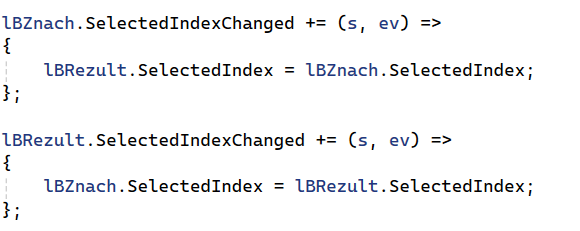 lBZnach.SelectedIndexChanged += (s, ev) =>
{
    lBRezult.SelectedIndex = lBZnach.SelectedIndex;
};

lBRezult.SelectedIndexChanged += (s, ev) =>
{
    lBZnach.SelectedIndex = lBRezult.SelectedIndex;
};